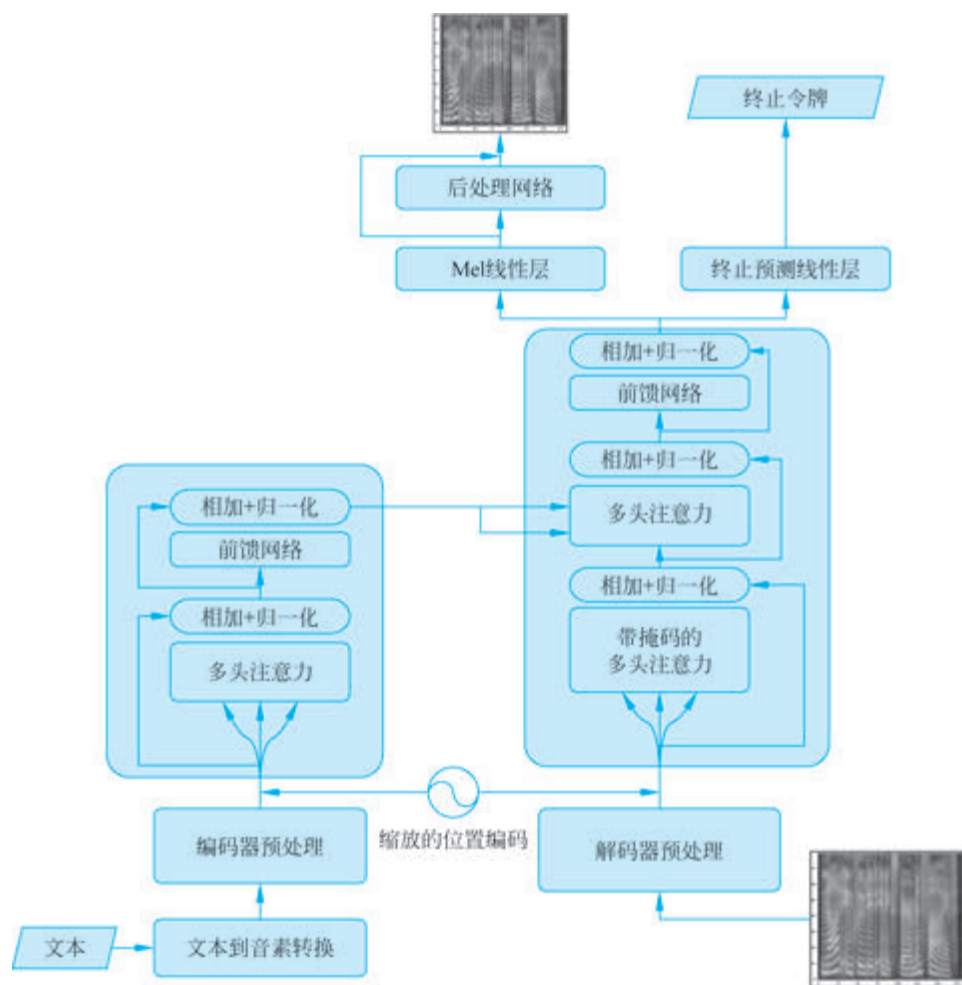 终止令牌
后处理网络
Mel线性层
终止预测线性层
相加+归一化
前馈网络
相加+归一化
多头注意力
相加+归一化
带掩码的
多头注意力
相加+归一化
前馈网络
相加+归一化
多头注意力
缩放的位置编码
编码器预处理
解码器预处理
文本
文本到音素转换